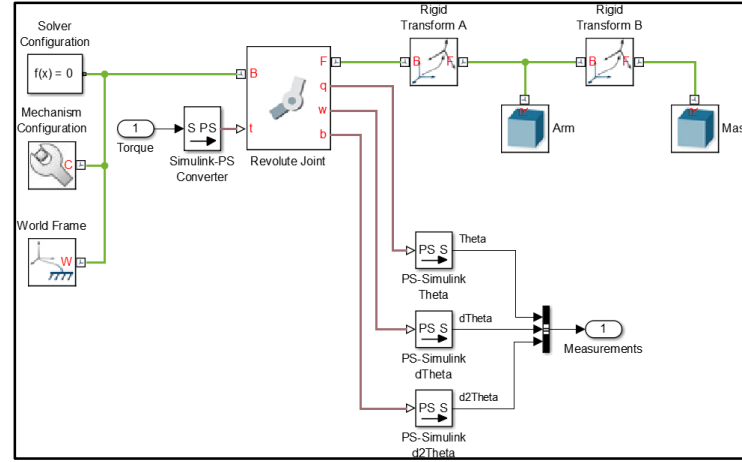 Solver
Configuration
f(x) = 0
Mechanism
Configuration
C
World Frame
W
1
Torque
S PS
Simulink-PS
Converter
B
t
F
q
w
b
Revolute Joint
Rigid
Transform A
B F
Arm
Rigid
Transform B
B F
Mas
PS S
Theta
PS-Simulink
Theta
PS S
dTheta
PS-Simulink
dTheta
PS S
d2Theta
PS-Simulink
d2Theta
1
Measurements